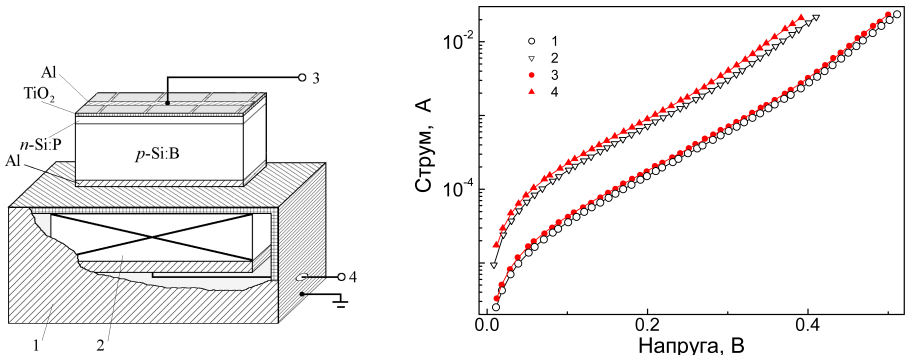 Al
TiO2
n-Si:P
Al
p-Si:B
3
4
1
2
Струм, А
10-2
10-4
1
2
3
4
0.0
0.2
0.4
Напруга, В